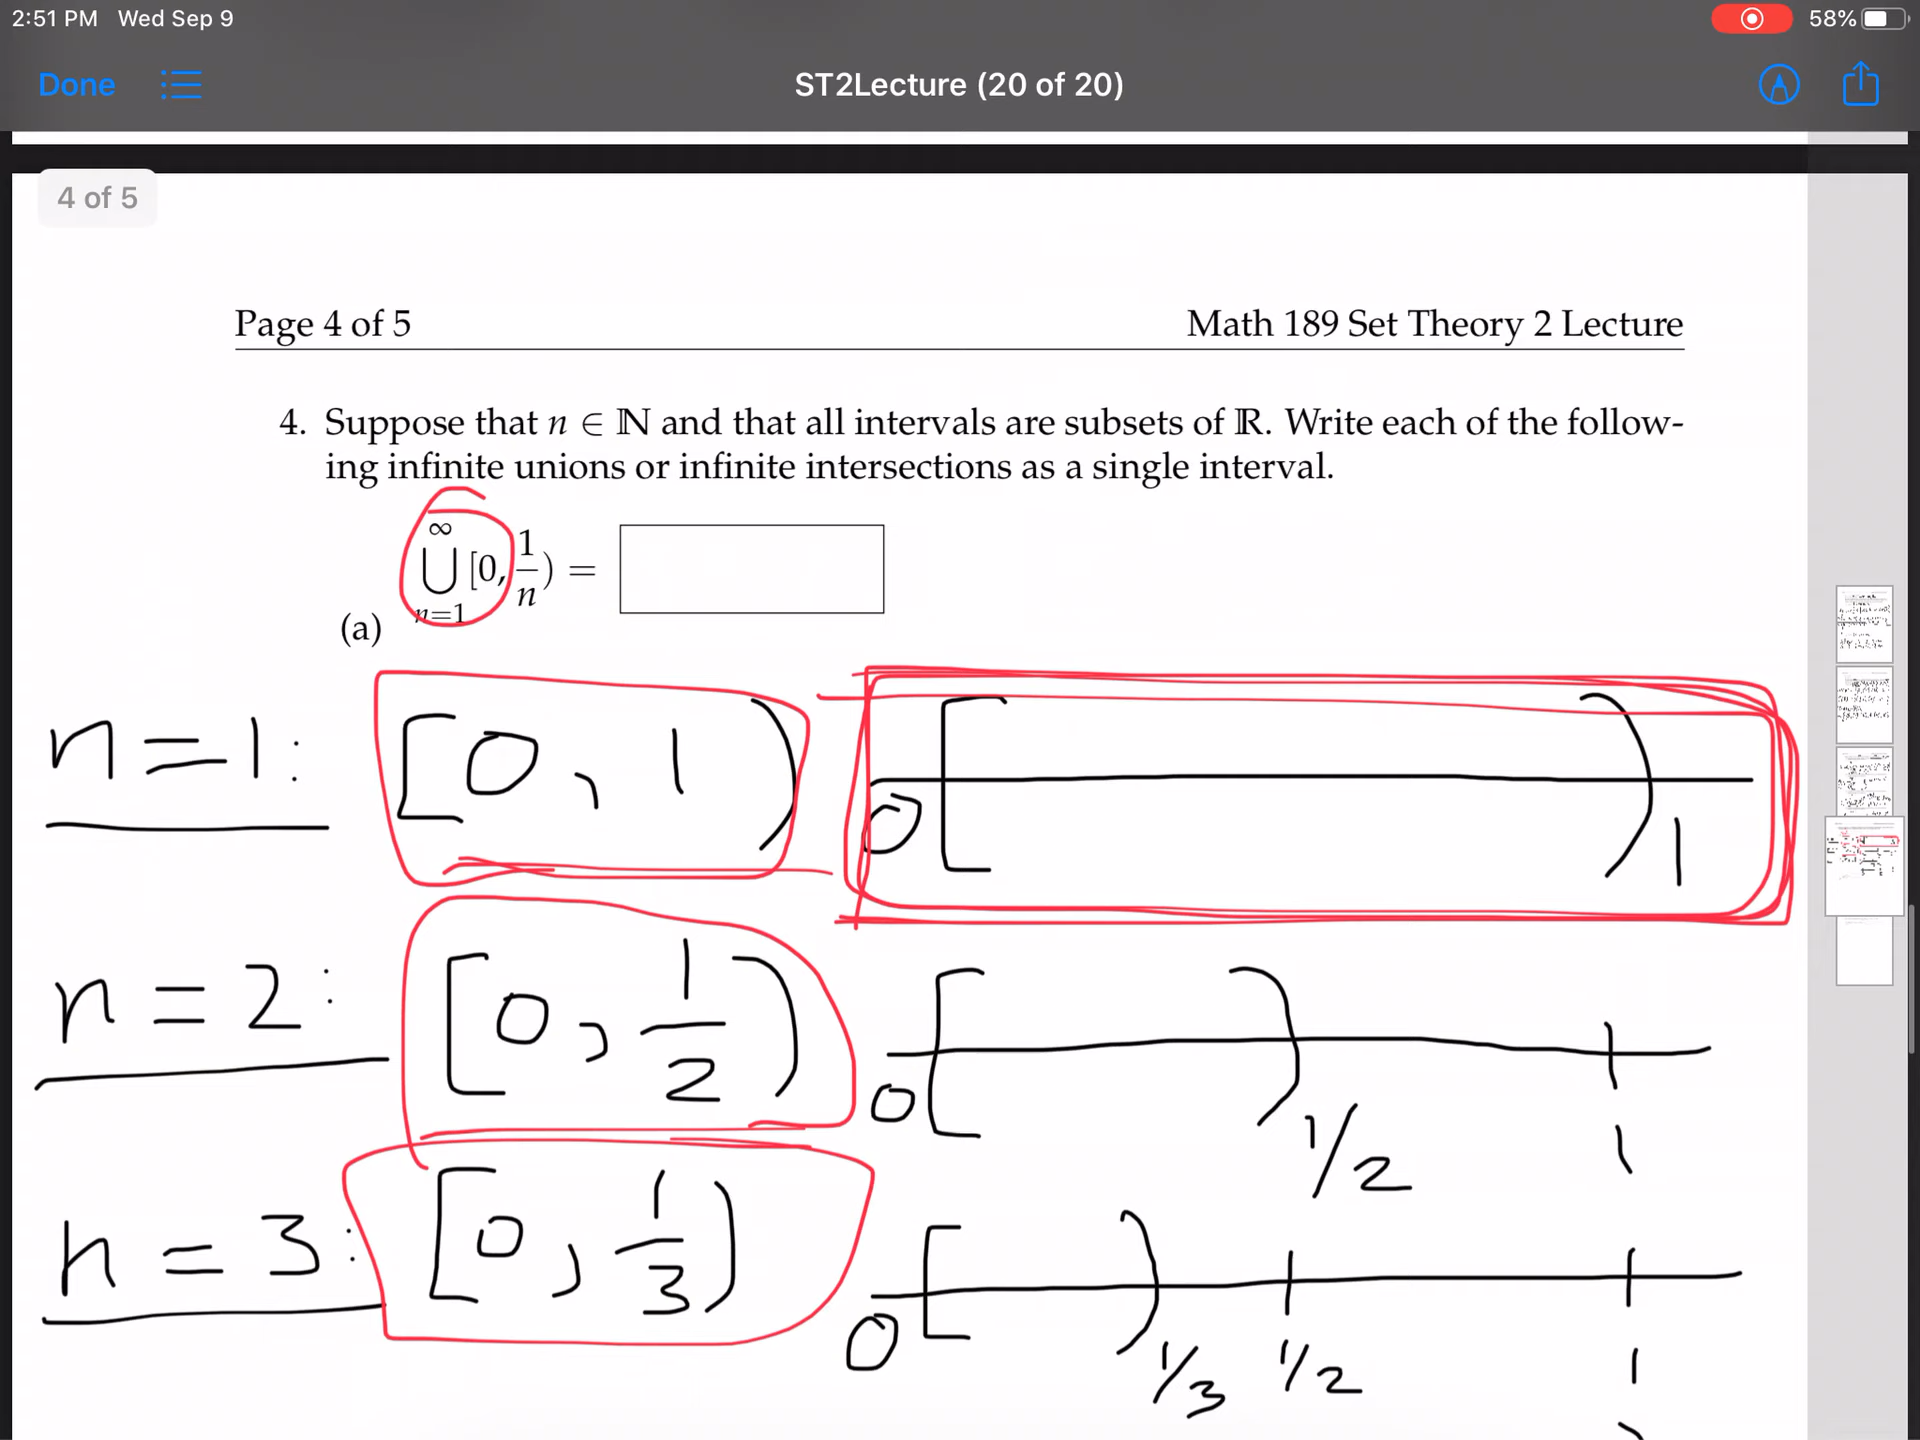 2:51 PM Wed Sep 9
58%
Done
ST2Lecture (20 of 20)
4 of 5
Page 4 of 5
Math 189 Set Theory 2 Lecture
4. Suppose that n ∈ ℕ and that all intervals are subsets of ℝ. Write each of the follow-
ing infinite unions or infinite intersections as a single interval.
(a) ⋃_{n=1}^{∞} [0, 1/n) =
n=1: [0, 1)
0 [ ) 1
n=2: [0, 1/2)
0 [ ) 1/2 1
n=3: [0, 1/3)
0 [ ) 1/3 1/2 1